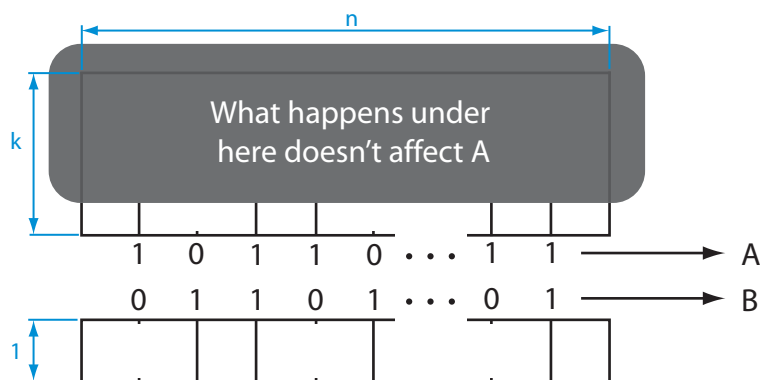 n
What happens under
k
here doesn't affect A
1 0 1 1 0 ••• 1 1 A
0 1 1 0 1 ••• 0 1 B
1